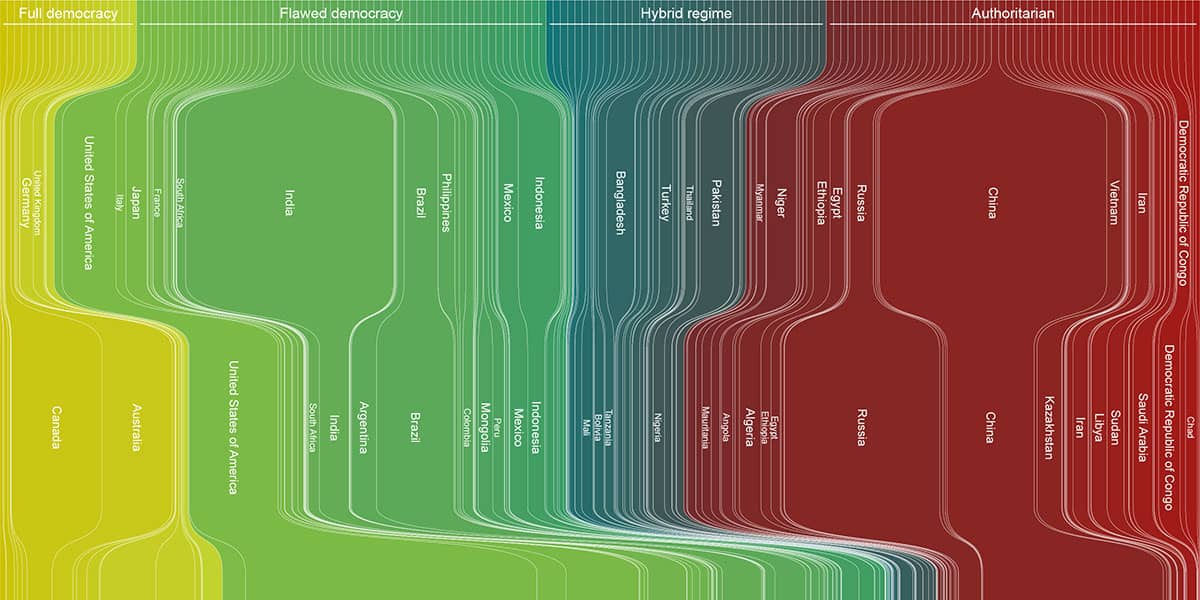 Full democracy
Flawed democracy
Hybrid regime
Authoritarian
Germany
United Kingdom
United States of America
Italy
Japan
France
South Africa
India
Brazil
Philippines
Mexico
Indonesia
Bangladesh
Turkey
Thailand
Pakistan
Myanmar
Niger
Ethiopia
Egypt
Russia
China
Vietnam
Iran
Democratic Republic of Congo
Canada
Australia
United States of America
South Africa
India
Argentina
Brazil
Colombia
Mongolia
Peru
Mexico
Indonesia
Mali
Bolivia
Tanzania
Nigeria
Mauritania
Angola
Algeria
Ethiopia
Egypt
Russia
China
Kazakhstan
Iran
Libya
Sudan
Saudi Arabia
Democratic Republic of Congo
Chad